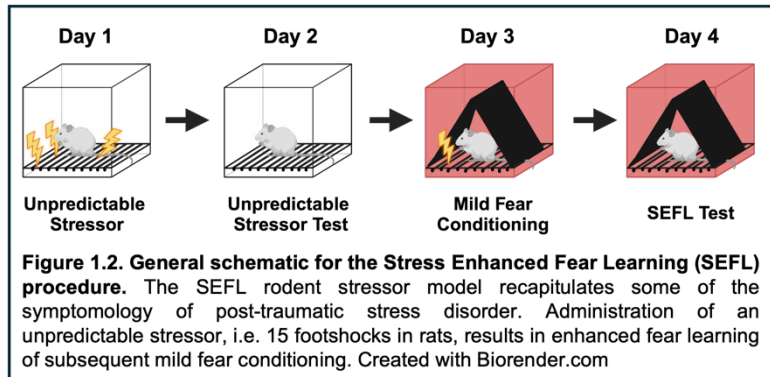 Day 1 Day 2 Day 3 Day 4
Unpredictable Unpredictable Mild Fear SEFL Test
Stressor Stressor Test Conditioning
Figure 1.2. General schematic for the Stress Enhanced Fear Learning (SEFL)
procedure. The SEFL rodent stressor model recapitulates some of the
symptomology of post-traumatic stress disorder. Administration of an
unpredictable stressor, i.e. 15 footshocks in rats, results in enhanced fear learning
of subsequent mild fear conditioning. Created with Biorender.com